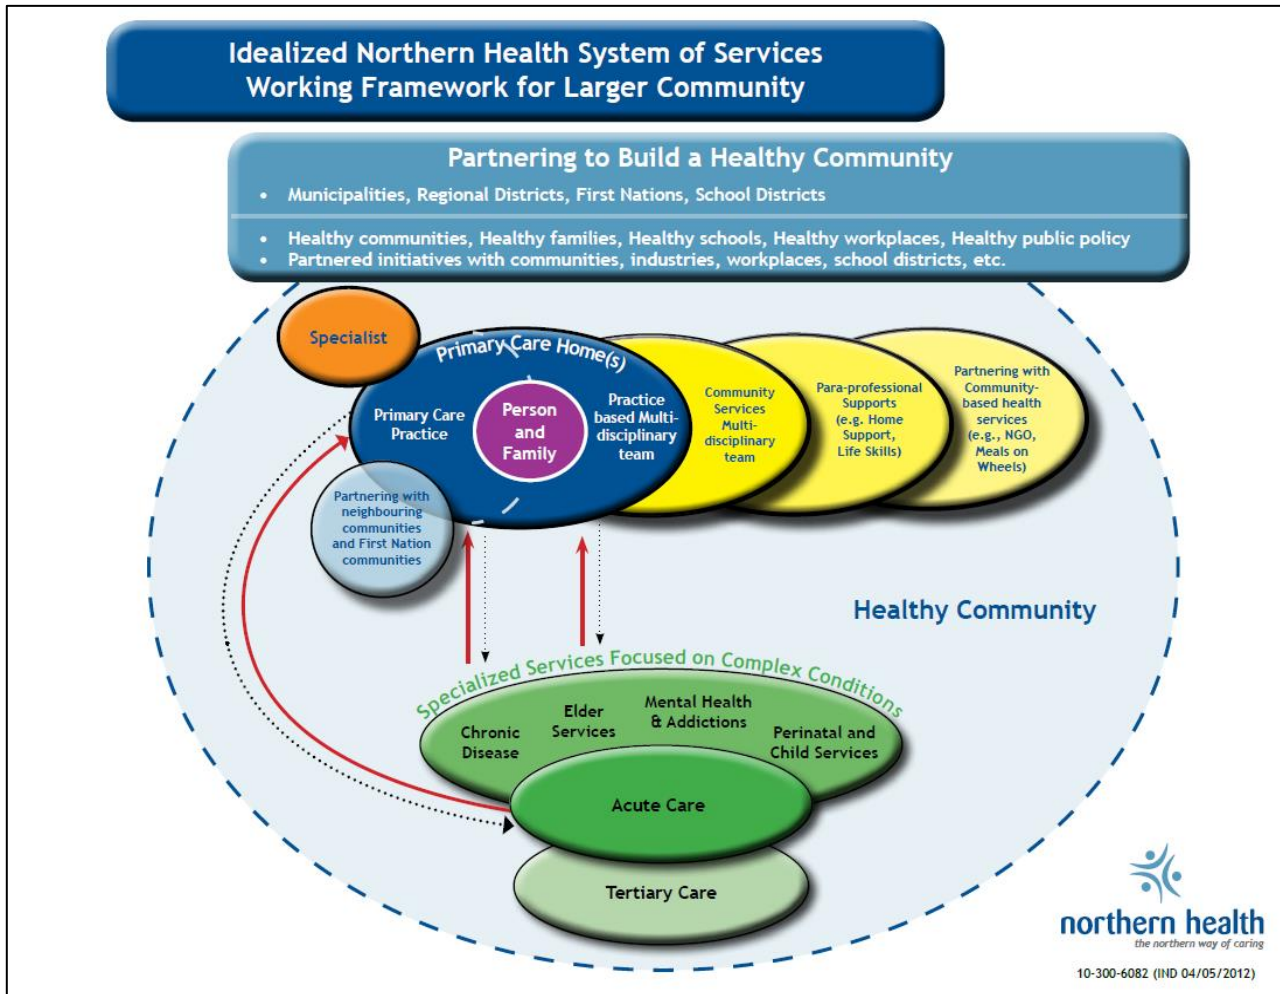 Idealized Northern Health System of Services
Working Framework for Larger Community
Partnering to Build a Healthy Community
• Municipalities, Regional Districts, First Nations, School Districts
• Healthy communities, Healthy families, Healthy schools, Healthy workplaces, Healthy public policy
• Partnered initiatives with communities, industries, workplaces, school districts, etc.
Specialist
Primary Care Home(s)
Primary Care
Practice
Person
and
Family
Practice
based Multi-
disciplinary
team
Community
Services
Multi-
disciplinary
team
Para-professional
Supports
(e.g. Home
Support,
Life Skills)
Partnering with
Community-
based health
services
(e.g., NGO,
Meals on
Wheels)
Partnering with
neighbouring
communities
and First Nation
communities
Healthy Community
Specialized Services Focused on Complex Conditions
Chronic
Disease
Elder
Services
Mental Health
& Addictions
Perinatal and
Child Services
Acute Care
Tertiary Care
northern health
the northern way of caring
10-300-6082 (IND 04/05/2012)